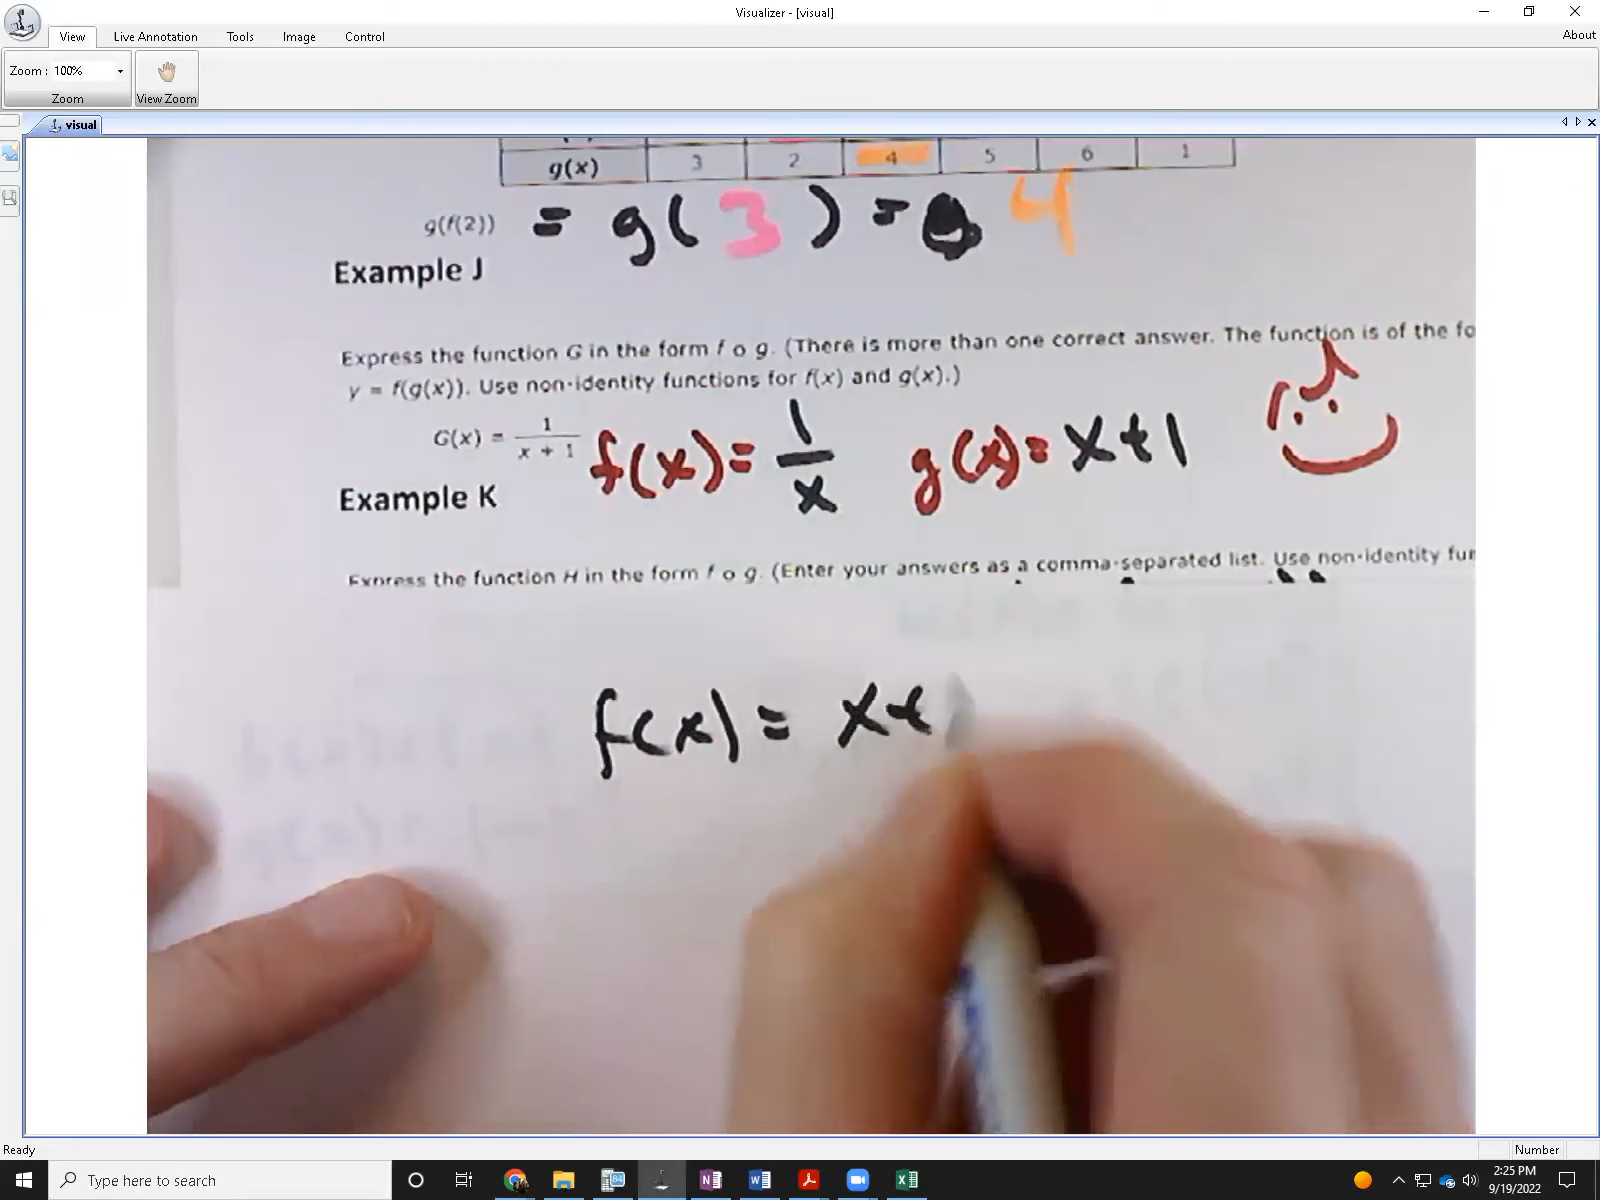 Visualizer - [visual]
View Live Annotation Tools Image Control About
Zoom : 100%
Zoom View Zoom
visual
g(x) 3 2 4 5 6 1
g(f(2)) = g(3) = 4
Example J
Express the function G in the form f o g. (There is more than one correct answer. The function is of the fo
y = f(g(x)). Use non-identity functions for f(x) and g(x).)
G(x) = 1 / x + 1 f(x) = 1 / x g(x) = x+1
Example K
Express the function H in the form f o g. (Enter your answers as a comma-separated list. Use non-identity fur
f(x) = x+
Ready Number
Type here to search 2:25 PM
9/19/2022